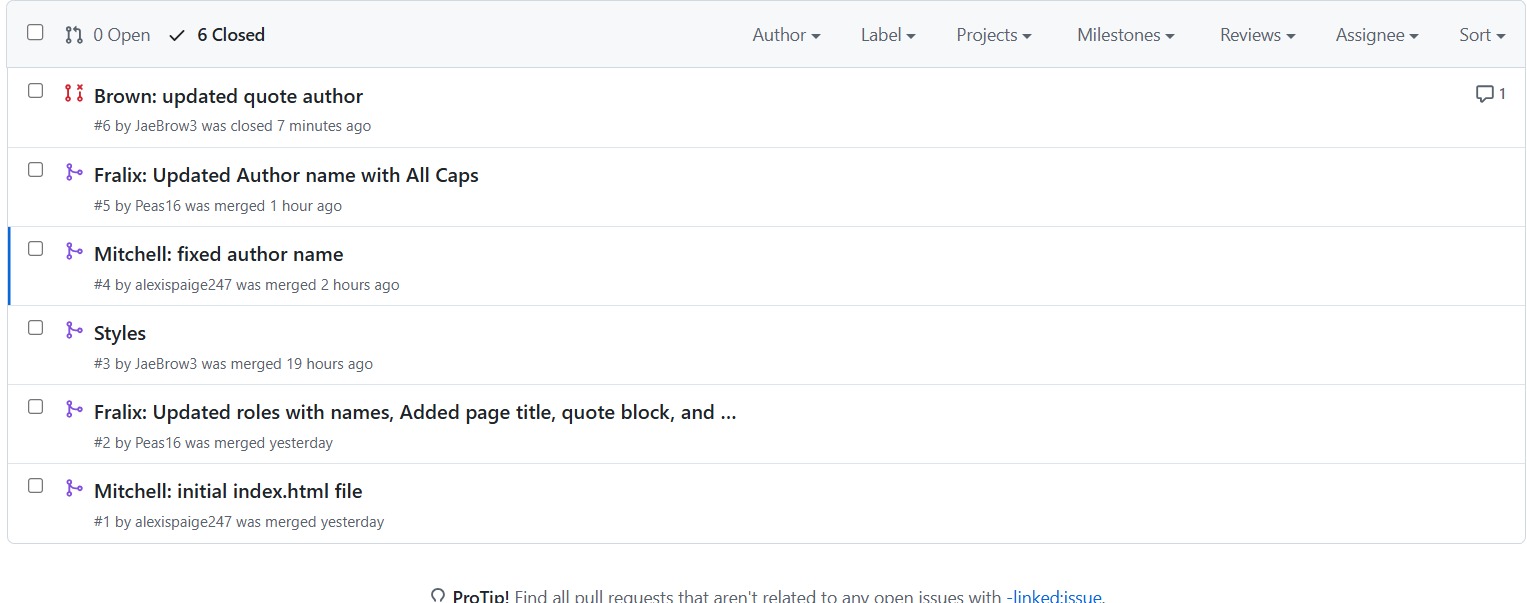 0 Open 6 Closed Author Label Projects Milestones Reviews Assignee Sort
Brown: updated quote author 1
#6 by JaeBrow3 was closed 7 minutes ago
Fralix: Updated Author name with All Caps
#5 by Peas16 was merged 1 hour ago
Mitchell: fixed author name
#4 by alexispaige247 was merged 2 hours ago
Styles
#3 by JaeBrow3 was merged 19 hours ago
Fralix: Updated roles with names, Added page title, quote block, and ...
#2 by Peas16 was merged yesterday
Mitchell: initial index.html file
#1 by alexispaige247 was merged yesterday
ProTip! Find all pull requests that aren't related to any open issues with -linked:issue.